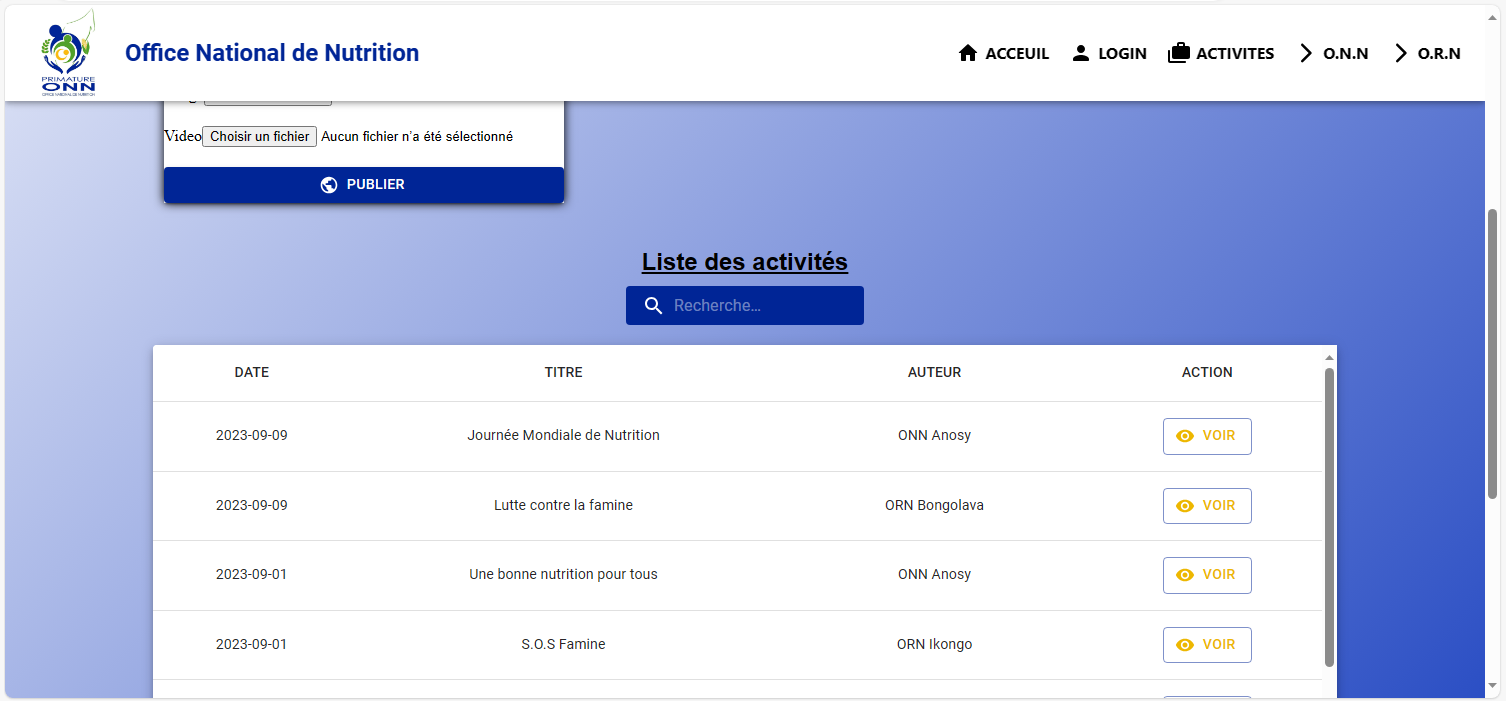 PRIMATURE
ONN
OFFICE NATIONAL DE NUTRITION
Office National de Nutrition
ACCEUIL LOGIN ACTIVITES O.N.N O.R.N
Video Choisir un fichier Aucun fichier n'a été sélectionné
PUBLIER
Liste des activités
Recherche...
DATE TITRE AUTEUR ACTION
2023-09-09 Journée Mondiale de Nutrition ONN Anosy VOIR
2023-09-09 Lutte contre la famine ORN Bongolava VOIR
2023-09-01 Une bonne nutrition pour tous ONN Anosy VOIR
2023-09-01 S.O.S Famine ORN Ikongo VOIR